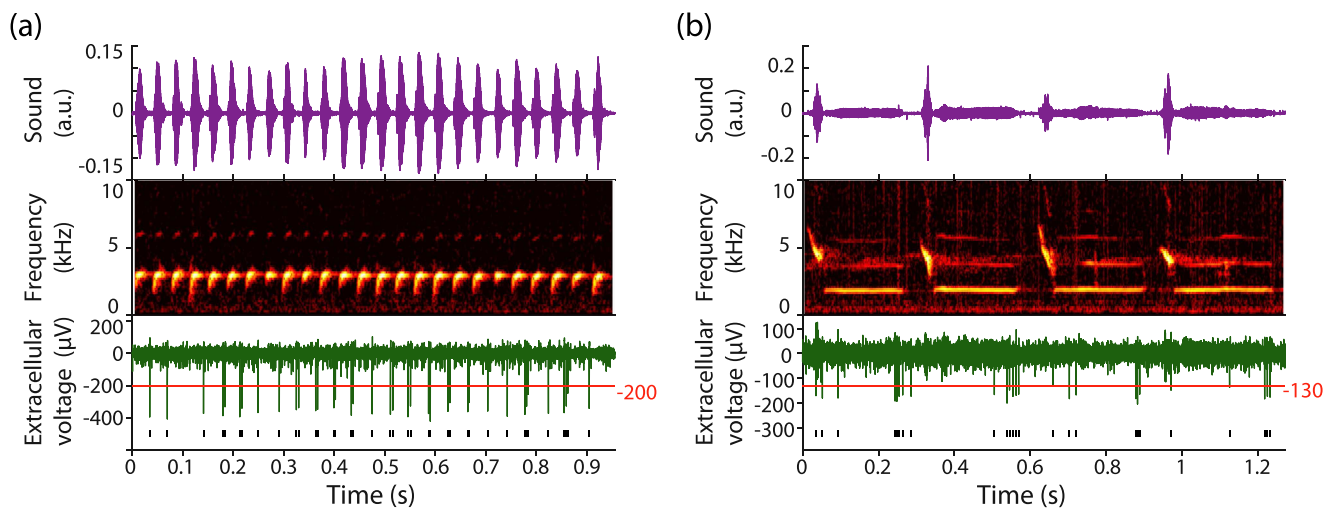 (a)
Sound
(a.u.)
0.15
0
-0.15
Frequency
(kHz)
10
5
0
Extracellular
voltage (µV)
200
0
-200
-400
-200
0 0.1 0.2 0.3 0.4 0.5 0.6 0.7 0.8 0.9
Time (s)
(b)
Sound
(a.u.)
0.2
0
-0.2
Frequency
(kHz)
10
5
0
Extracellular
voltage (µV)
100
0
-100
-200
-300
-130
0 0.2 0.4 0.6 0.8 1 1.2
Time (s)